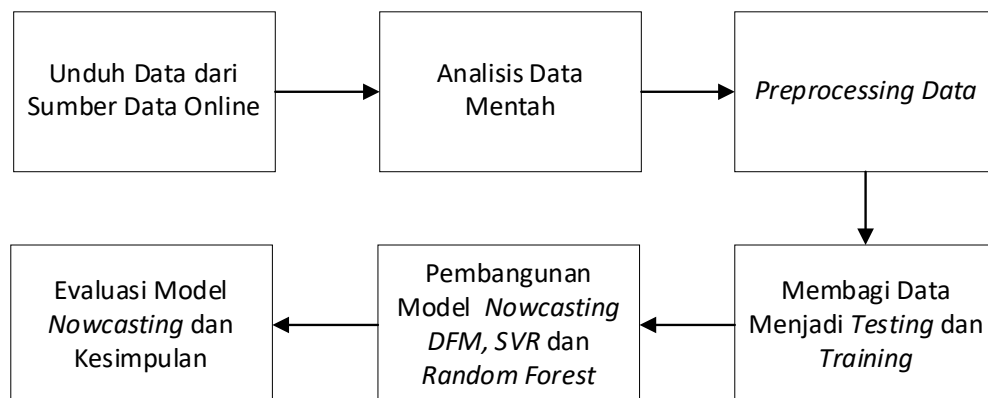 Unduh Data dari
Sumber Data Online
Analisis Data
Mentah
Preprocessing Data
Membagi Data
Menjadi Testing dan
Training
Pembangunan
Model Nowcasting
DFM, SVR dan
Random Forest
Evaluasi Model
Nowcasting dan
Kesimpulan